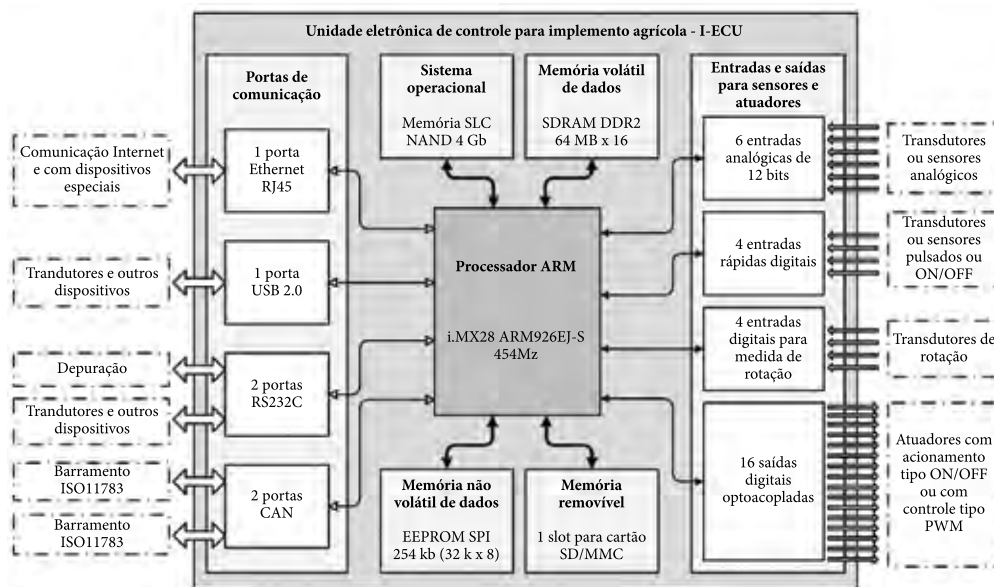 Unidade eletrônica de controle para implemento agrícola - I-ECU
Portas de
comunicação
Sistema
operacional
Memória SLC
NAND 4 Gb
Memória volátil
de dados
SDRAM DDR2
64 MB x 16
Entradas e saídas
para sensores e
atuadores
Comunicação Internet
e com dispositivos
especiais
1 porta
Ethernet
RJ45
6 entradas
analógicas de
12 bits
Transdutores
ou sensores
analógicos
Trandutores e outros
dispositivos
1 porta
USB 2.0
Processador ARM
i.MX28 ARM926EJ-S
454Mz
4 entradas
rápidas digitais
Transdutores
ou sensores
pulsados ou
ON/OFF
Depuração
Trandutores e outros
dispositivos
2 portas
RS232C
4 entradas
digitais para
medida de
rotação
Transdutores de
rotação
Barramento
ISO11783
Barramento
ISO11783
2 portas
CAN
Memória não
volátil de dados
EEPROM SPI
254 kb (32 k x 8)
Memória
removível
1 slot para cartão
SD/MMC
16 saídas
digitais
optoacopladas
Atuadores com
acionamento
tipo ON/OFF
ou com
controle tipo
PWM